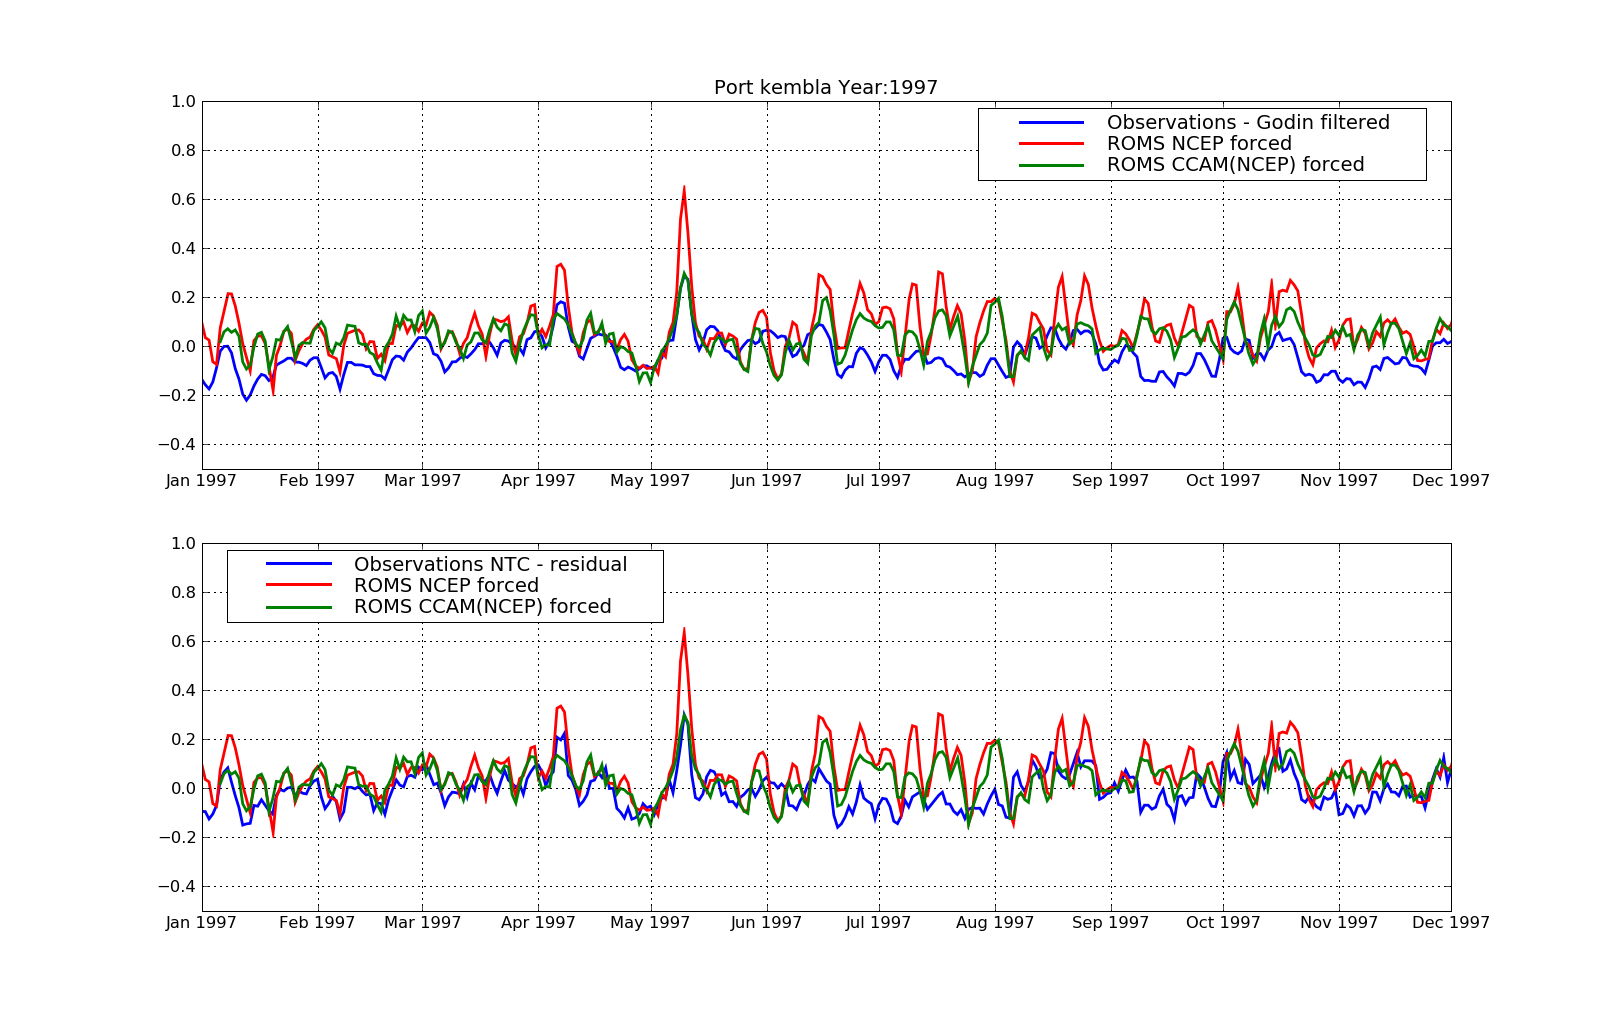 Port kembla Year:1997
1.0
0.8
0.6
0.4
0.2
0.0
−0.2
−0.4
Observations - Godin filtered
ROMS NCEP forced
ROMS CCAM(NCEP) forced
Jan 1997 Feb 1997 Mar 1997 Apr 1997 May 1997 Jun 1997 Jul 1997 Aug 1997 Sep 1997 Oct 1997 Nov 1997 Dec 1997
1.0
0.8
0.6
0.4
0.2
0.0
−0.2
−0.4
Observations NTC - residual
ROMS NCEP forced
ROMS CCAM(NCEP) forced
Jan 1997 Feb 1997 Mar 1997 Apr 1997 May 1997 Jun 1997 Jul 1997 Aug 1997 Sep 1997 Oct 1997 Nov 1997 Dec 1997